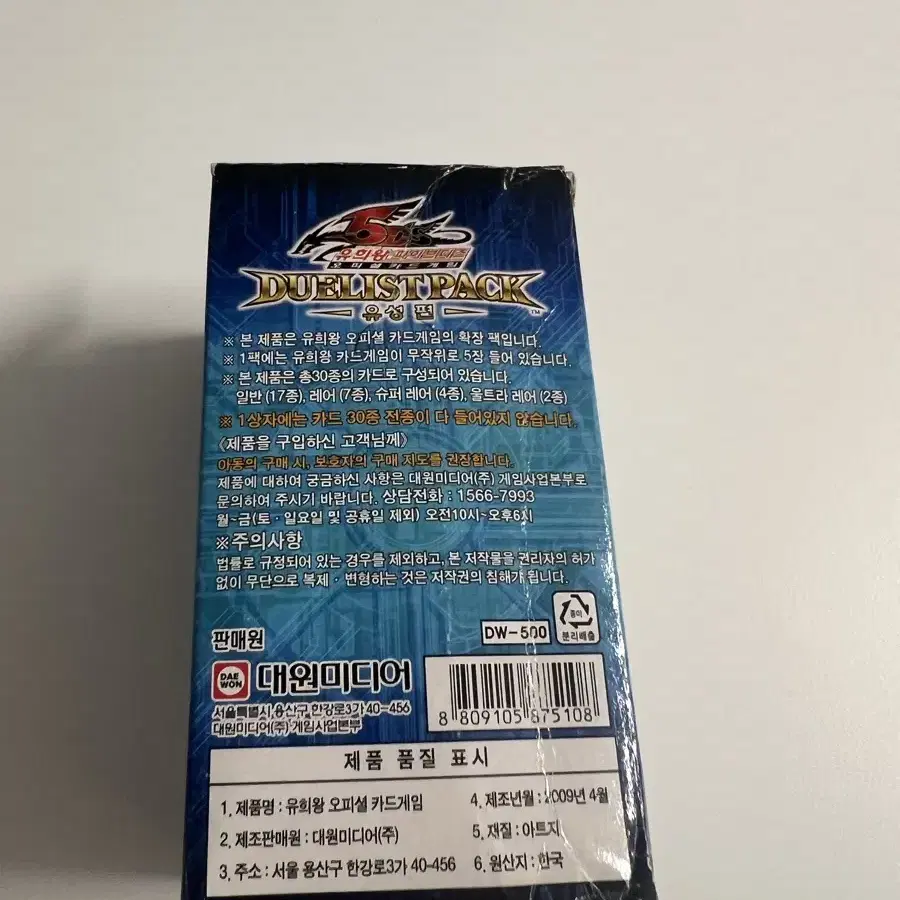 5D's
유희왕 파이브디즈
오피셜카드게임
DUELIST PACK
유성 편 ™
※ 본 제품은 유희왕 오피셜 카드게임의 확장 팩입니다.
※ 1팩에는 유희왕 카드게임이 무작위로 5장 들어 있습니다.
※ 본 제품은 총30종의 카드로 구성되어 있습니다.
일반 (17종), 레어 (7종), 슈퍼 레어 (4종), 울트라 레어 (2종)
※ 1상자에는 카드 30종 전종이 다 들어있지 않습니다.
《제품을 구입하신 고객님께》
아동의 구매 시, 보호자의 구매 지도를 권장합니다.
제품에 대하여 궁금하신 사항은 대원미디어(주) 게임사업본부로
문의하여 주시기 바랍니다. 상담전화 : 1566-7993
월~금(토·일요일 및 공휴일 제외) 오전10시~오후6시
※주의사항
법률로 규정되어 있는 경우를 제외하고, 본 저작물을 권리자의 허가
없이 무단으로 복제·변형하는 것은 저작권의 침해가 됩니다.
판매원
DW-500
종이
분리배출
DAE
WON
대원미디어
서울특별시 용산구 한강로3가 40-456
대원미디어(주) 게임사업본부
8 809105 875108
제 품 품 질 표 시
1. 제품명 : 유희왕 오피셜 카드게임
4. 제조년월 : 2009년 4월
2. 제조판매원 : 대원미디어(주)
5. 재질 : 아트지
3. 주소 : 서울 용산구 한강로3가 40-456
6. 원산지 : 한국